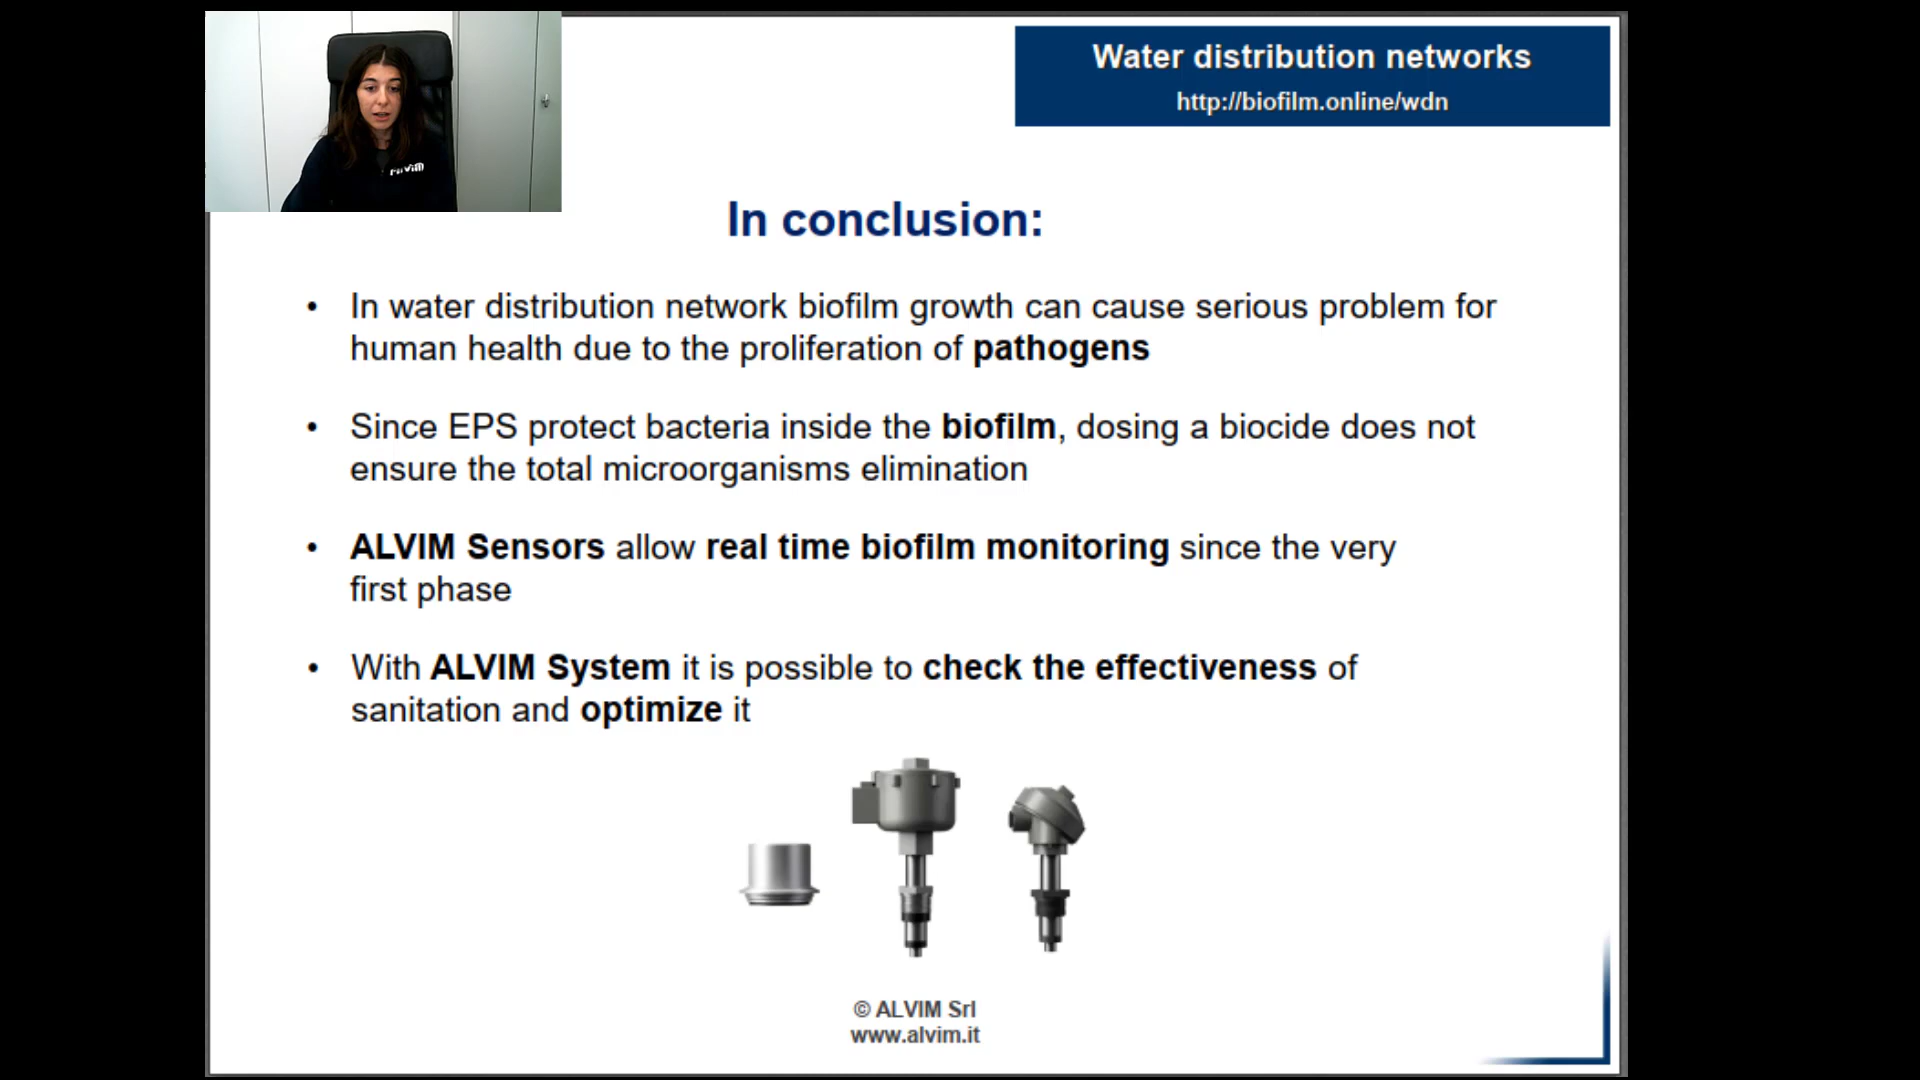 Water distribution networks
http://biofilm.online/wdn
ALVIM
In conclusion:
• In water distribution network biofilm growth can cause serious problem for
human health due to the proliferation of pathogens
• Since EPS protect bacteria inside the biofilm, dosing a biocide does not
ensure the total microorganisms elimination
• ALVIM Sensors allow real time biofilm monitoring since the very
first phase
• With ALVIM System it is possible to check the effectiveness of
sanitation and optimize it
© ALVIM Srl
www.alvim.it